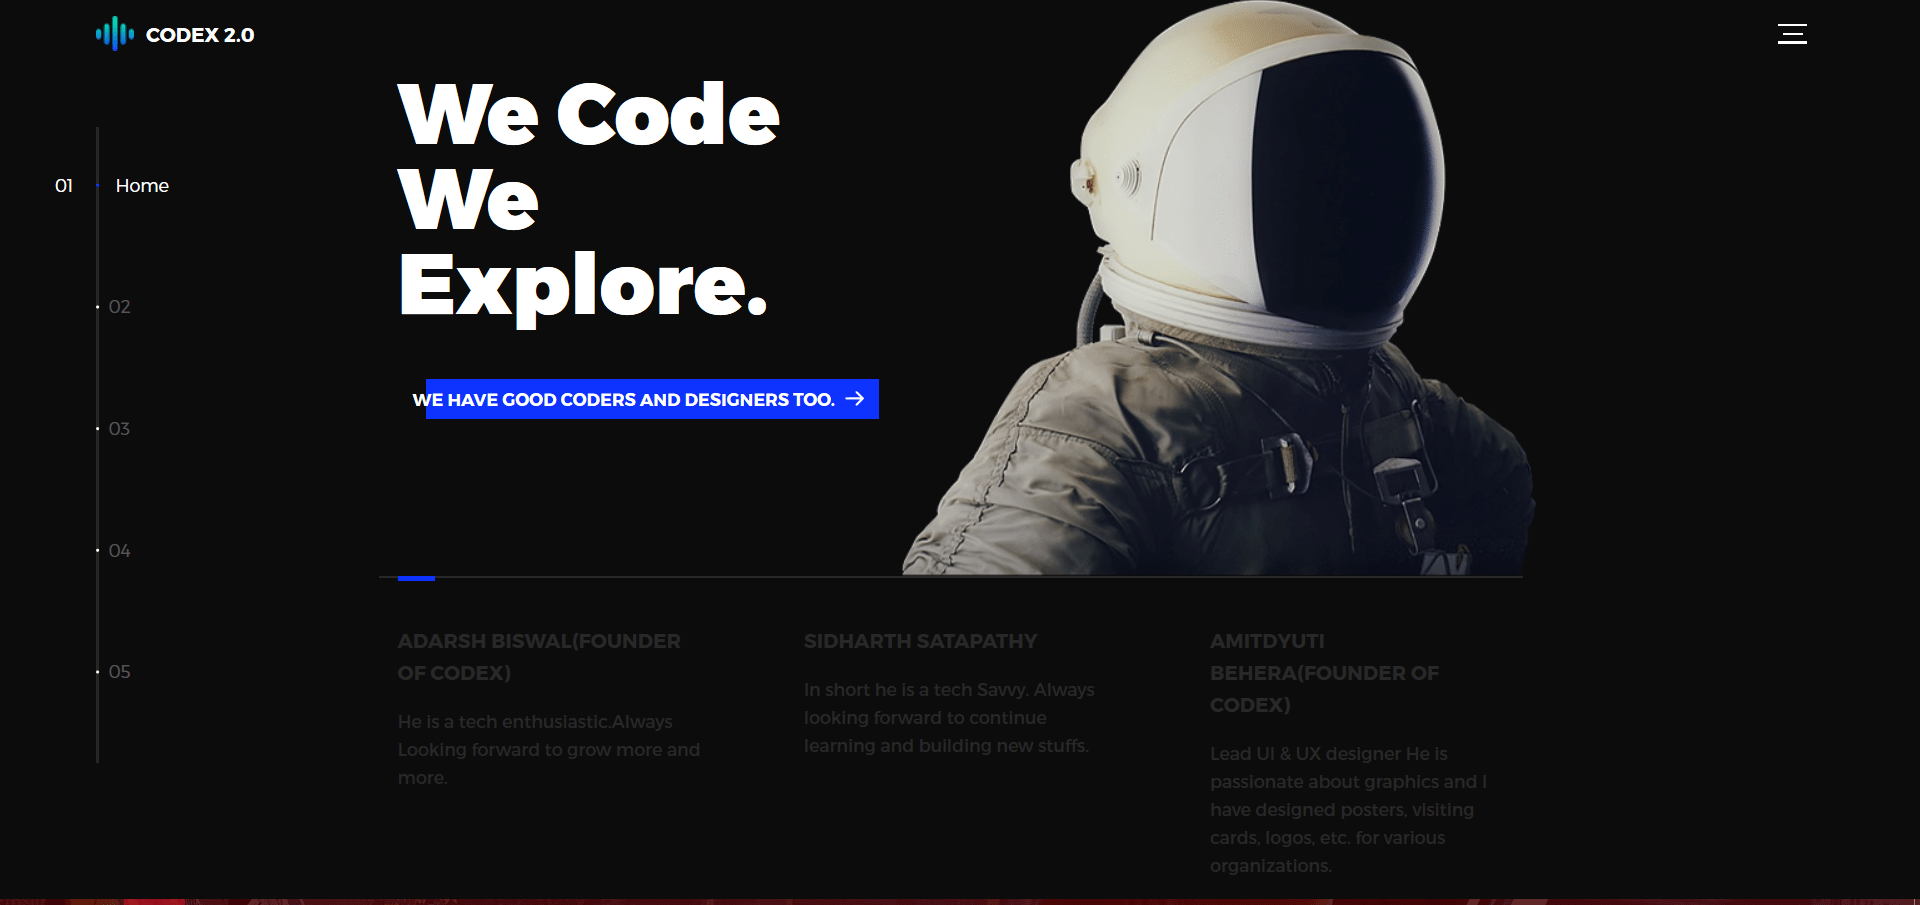 CODEX 2.0
We Code
We
Explore.
01 Home
02
03
04
05
WE HAVE GOOD CODERS AND DESIGNERS TOO.
ADARSH BISWAL(FOUNDER
OF CODEX)
He is a tech enthusiastic.Always
Looking forward to grow more and
more.
SIDHARTH SATAPATHY
In short he is a tech Savvy. Always
looking forward to continue
learning and building new stuffs.
AMITDYUTI
BEHERA(FOUNDER OF
CODEX)
Lead UI & UX designer He is
passionate about graphics and I
have designed posters, visiting
cards, logos, etc. for various
organizations.